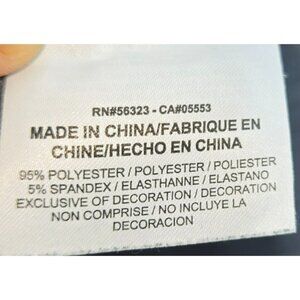 RN#56323 - CA#05553
MADE IN CHINA/FABRIQUE EN
CHINE/HECHO EN CHINA
95% POLYESTER / POLYESTER / POLIESTER
5% SPANDEX / ELASTHANNE / ELASTANO
EXCLUSIVE OF DECORATION / DECORATION
NON COMPRISE / NO INCLUYE LA
DECORACION